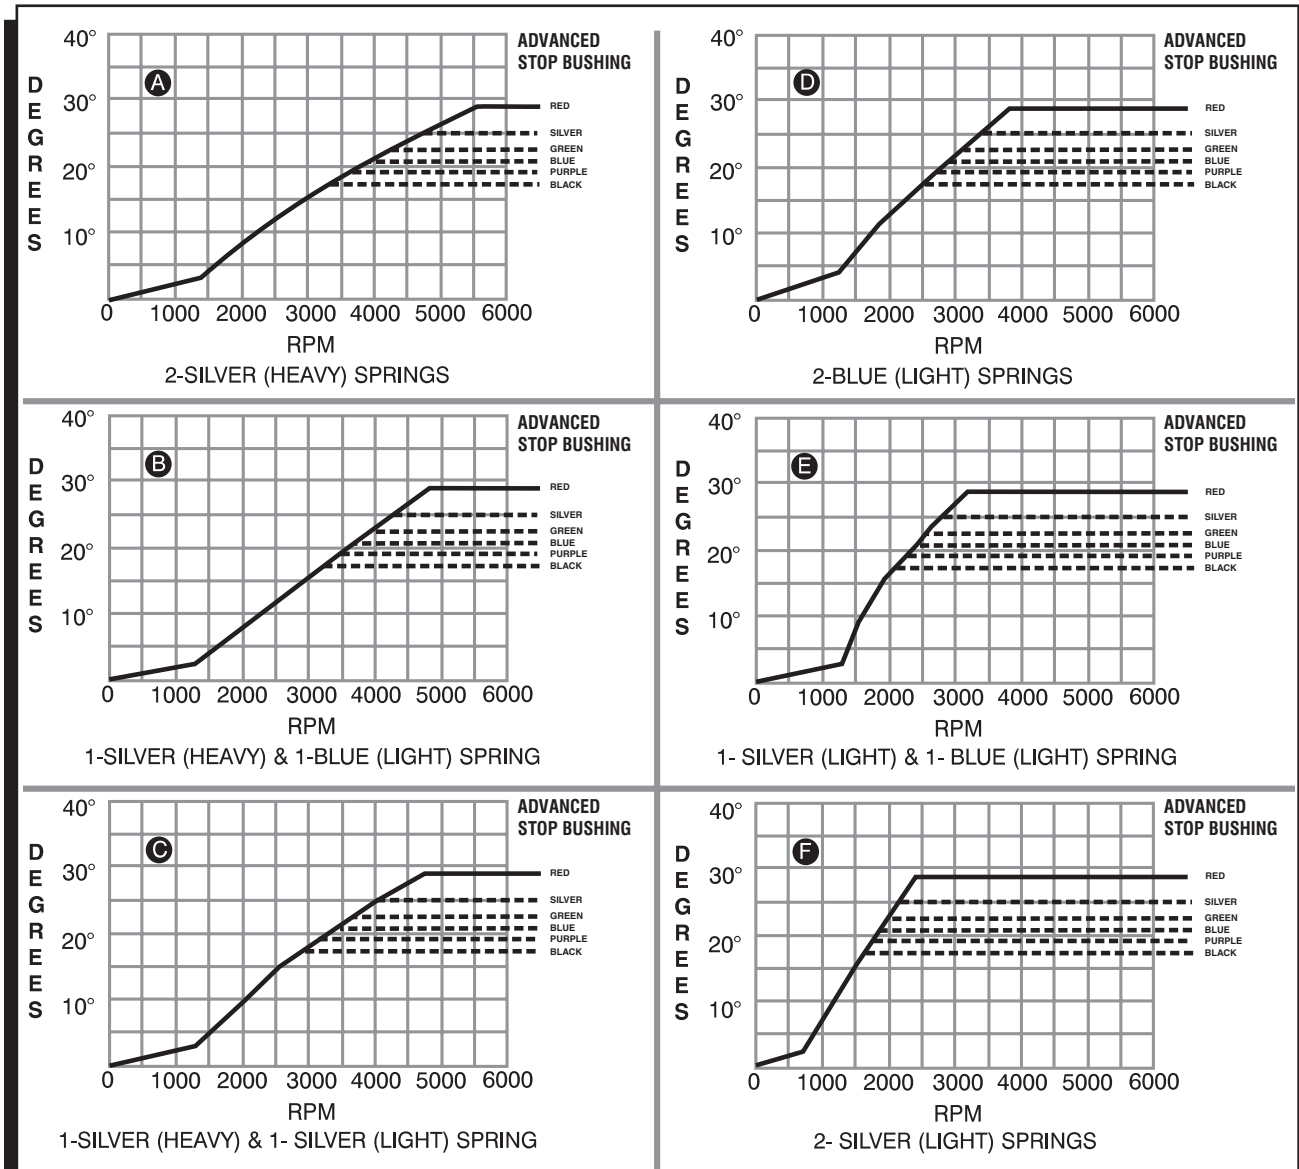 A
ADVANCED
STOP BUSHING
DEGREES
40°
30°
20°
10°
RED
SILVER
GREEN
BLUE
PURPLE
BLACK
0 1000 2000 3000 4000 5000 6000
RPM
2-SILVER (HEAVY) SPRINGS
D
ADVANCED
STOP BUSHING
DEGREES
40°
30°
20°
10°
RED
SILVER
GREEN
BLUE
PURPLE
BLACK
0 1000 2000 3000 4000 5000 6000
RPM
2-BLUE (LIGHT) SPRINGS
B
ADVANCED
STOP BUSHING
DEGREES
40°
30°
20°
10°
RED
SILVER
GREEN
BLUE
PURPLE
BLACK
0 1000 2000 3000 4000 5000 6000
RPM
1-SILVER (HEAVY) & 1-BLUE (LIGHT) SPRING
E
ADVANCED
STOP BUSHING
DEGREES
40°
30°
20°
10°
RED
SILVER
GREEN
BLUE
PURPLE
BLACK
0 1000 2000 3000 4000 5000 6000
RPM
1- SILVER (LIGHT) & 1- BLUE (LIGHT) SPRING
C
ADVANCED
STOP BUSHING
DEGREES
40°
30°
20°
10°
RED
SILVER
GREEN
BLUE
PURPLE
BLACK
0 1000 2000 3000 4000 5000 6000
RPM
1-SILVER (HEAVY) & 1- SILVER (LIGHT) SPRING
F
ADVANCED
STOP BUSHING
DEGREES
40°
30°
20°
10°
RED
SILVER
GREEN
BLUE
PURPLE
BLACK
0 1000 2000 3000 4000 5000 6000
RPM
2- SILVER (LIGHT) SPRINGS